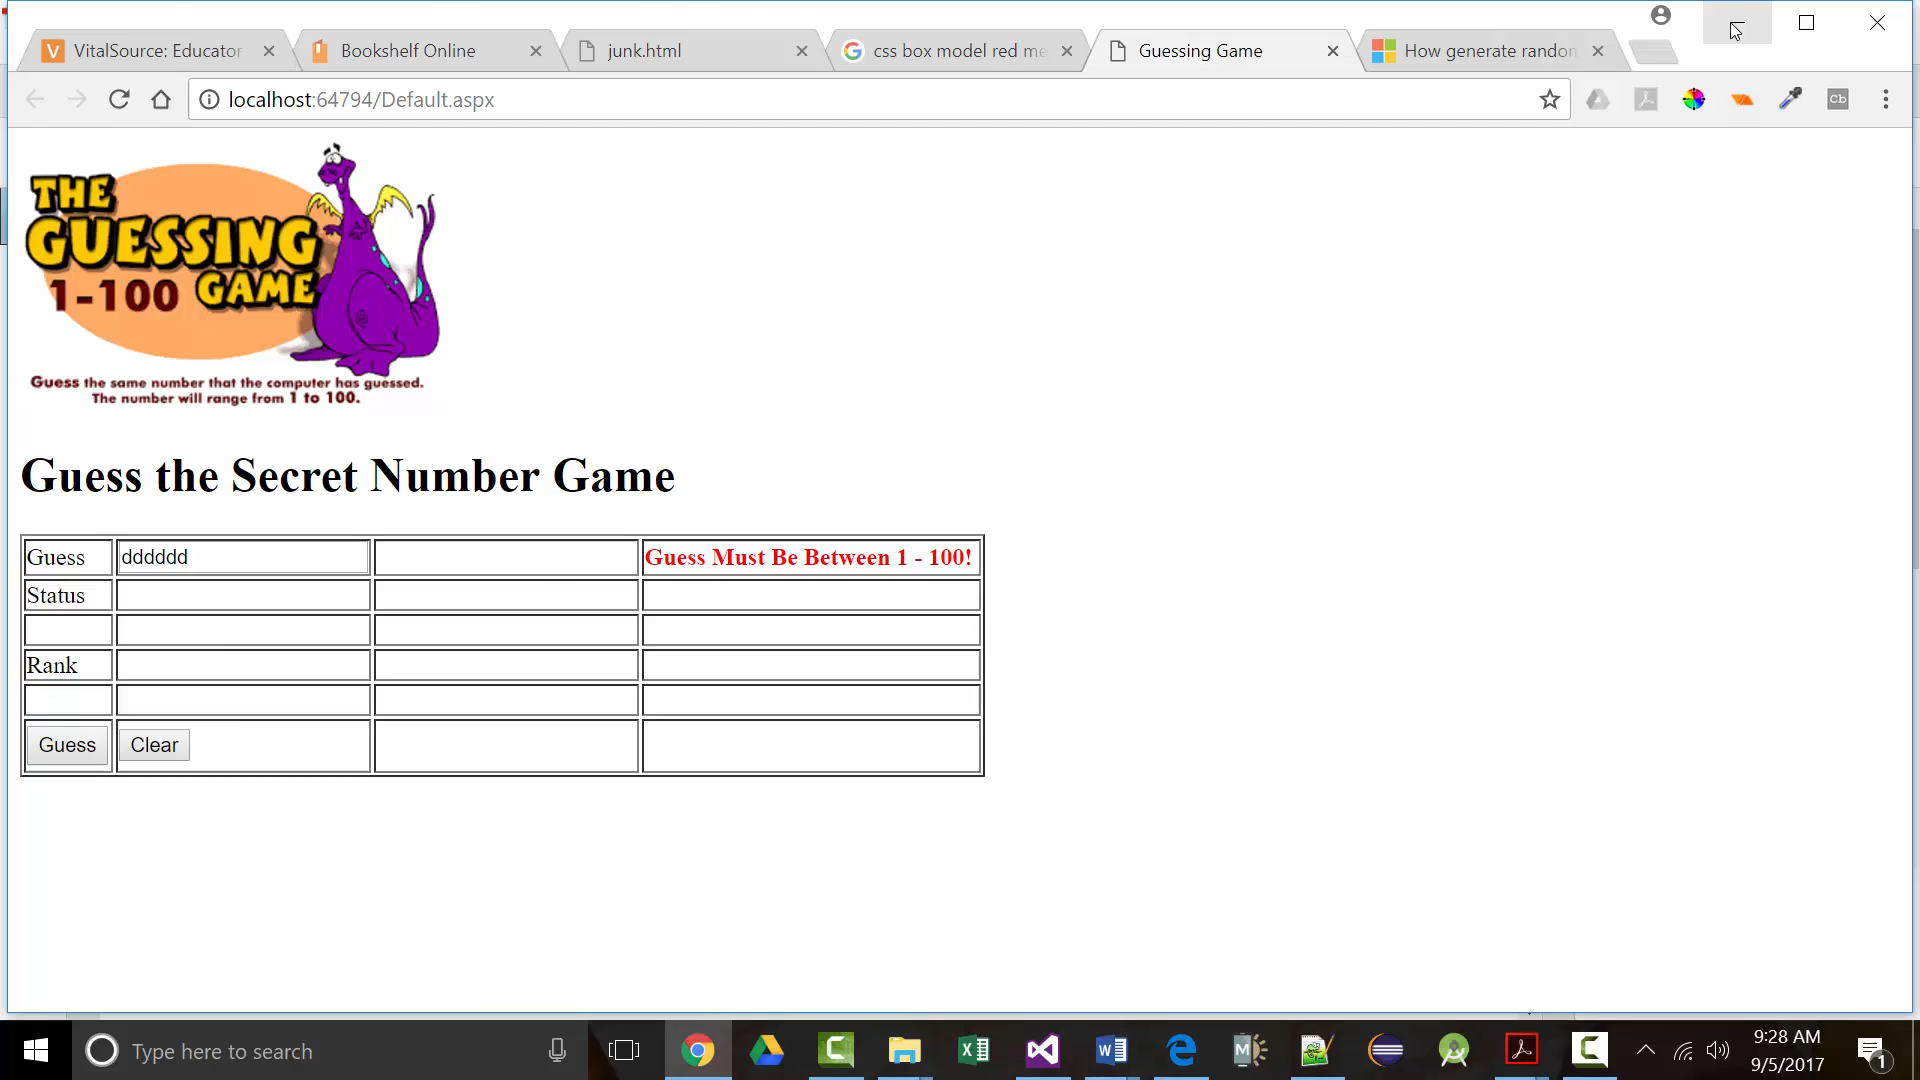 VitalSource: Educator
Bookshelf Online
junk.html
css box model red me
Guessing Game
How generate random
localhost:64794/Default.aspx
Cb
THE
GUESSING
1-100 GAME
Guess the same number that the computer has guessed.
The number will range from 1 to 100.
Guess the Secret Number Game
Guess dddddd Guess Must Be Between 1 - 100!
Status
Rank
Guess Clear
Type here to search
9:28 AM
9/5/2017
1